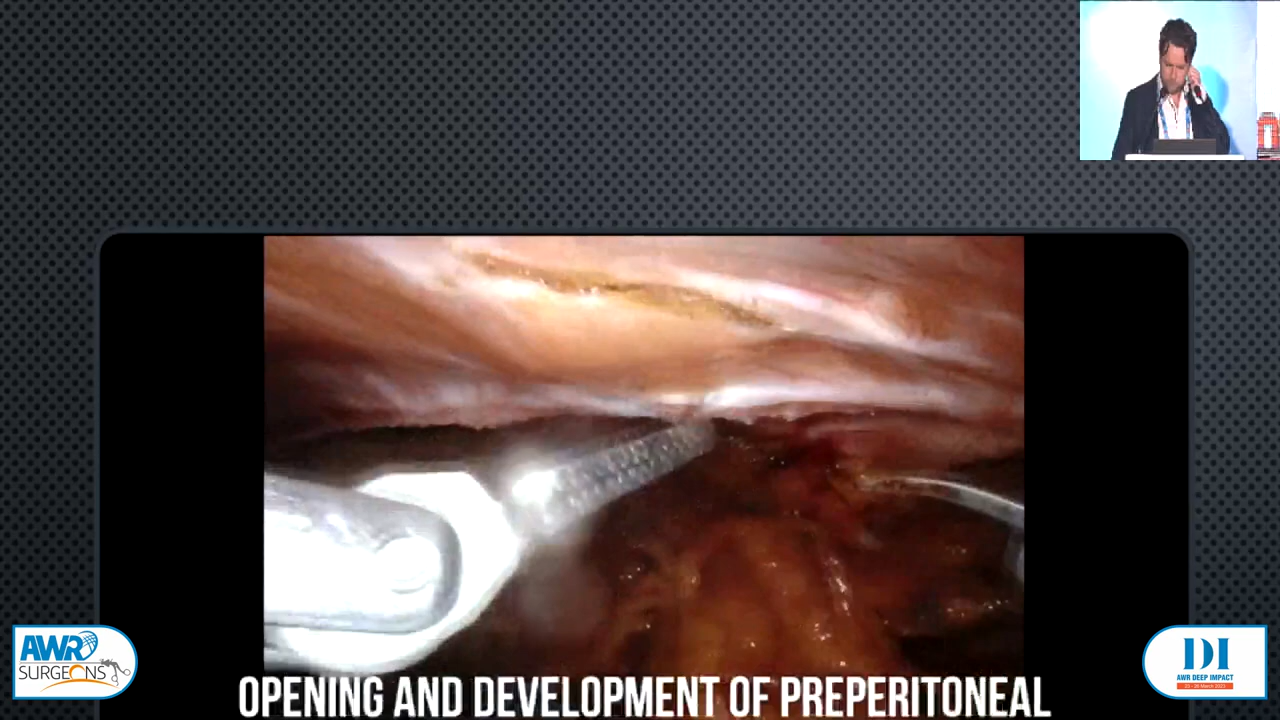 AWR
SURGEONS
DI
AWR DEEP IMPACT
OPENING AND DEVELOPMENT OF PREPERITONEAL